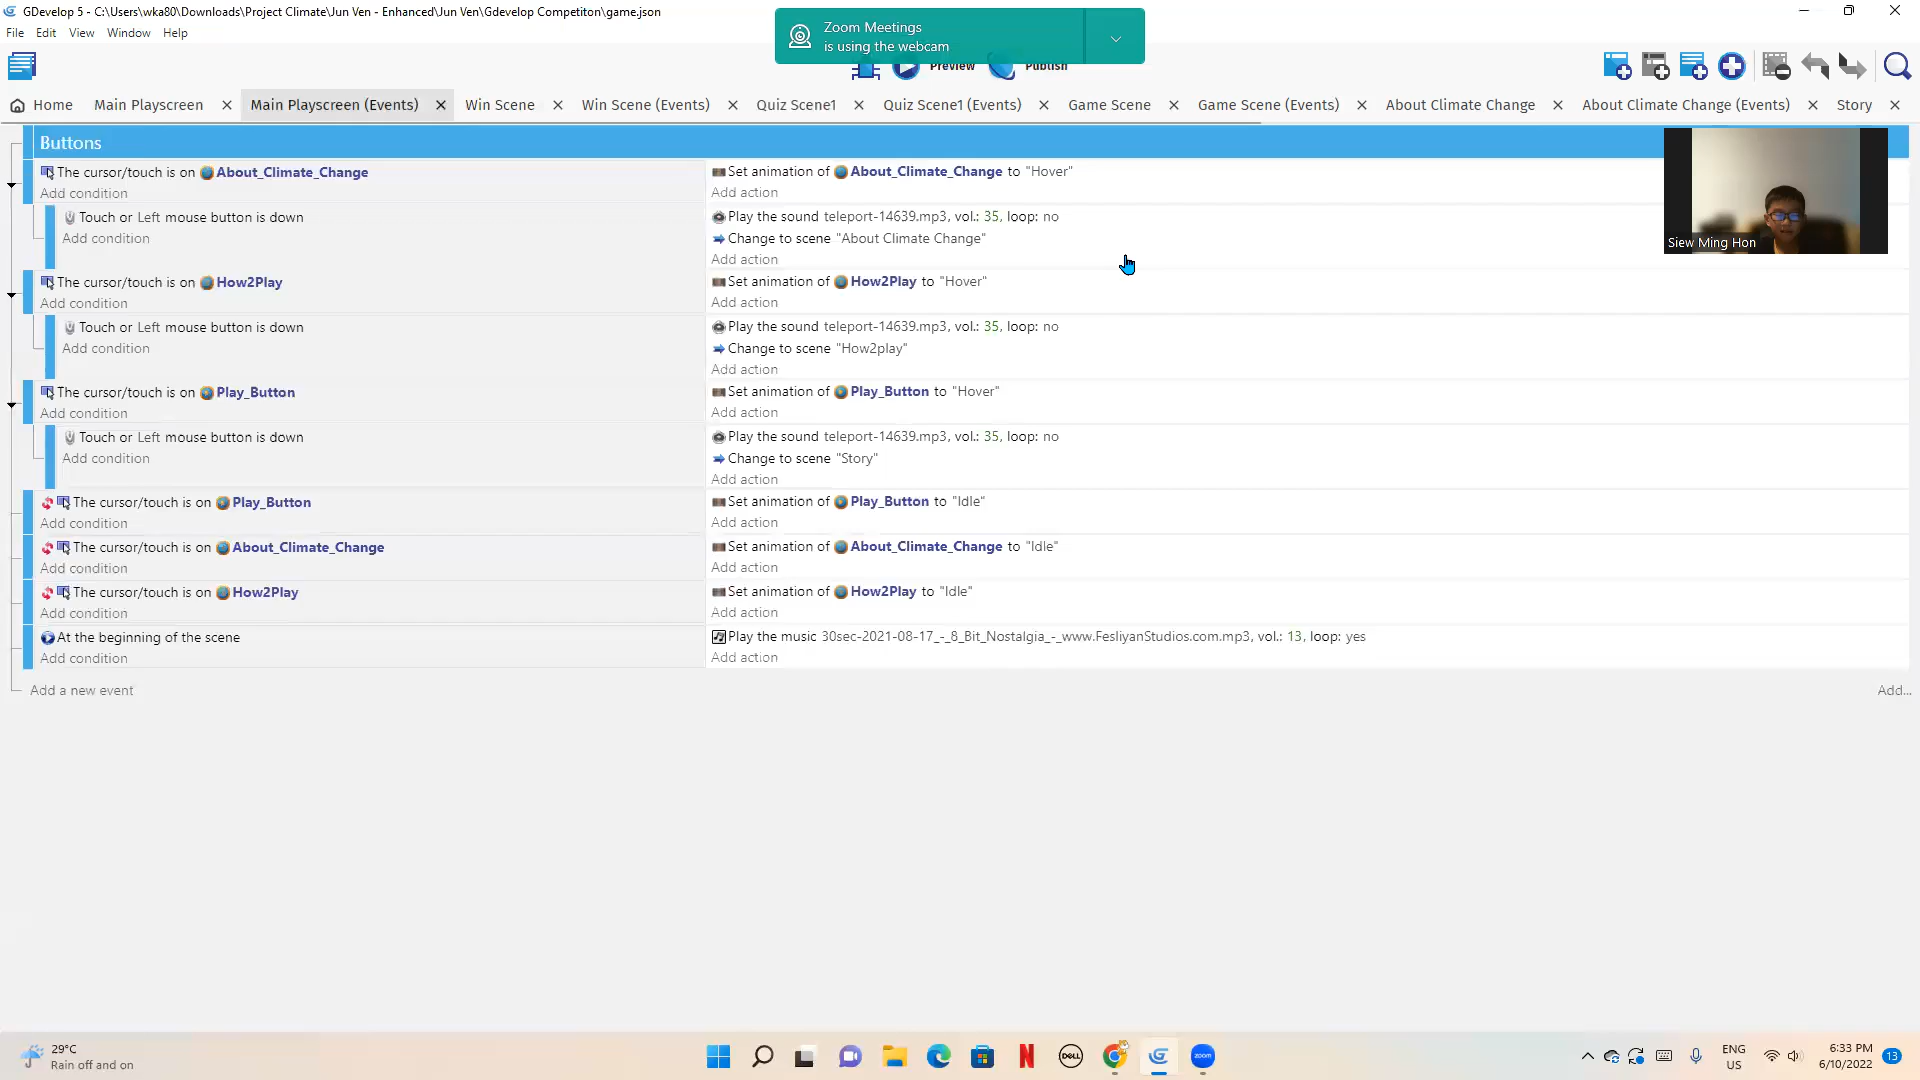 GDevelop 5 - C:\Users\wka80\Downloads\Project Climate\Jun Ven - Enhanced\Jun Ven\Gdevelop Competiton\game.json
File Edit View Window Help
Zoom Meetings
is using the webcam
Preview Publish
Home Main Playscreen Main Playscreen (Events) Win Scene Win Scene (Events) Quiz Scene1 Quiz Scene1 (Events) Game Scene Game Scene (Events) About Climate Change About Climate Change (Events) Story
Buttons
The cursor/touch is on About_Climate_Change Set animation of About_Climate_Change to "Hover"
Add condition Add action
Touch or Left mouse button is down Play the sound teleport-14639.mp3, vol.: 35, loop: no
Add condition Change to scene "About Climate Change"
Add action
The cursor/touch is on How2Play Set animation of How2Play to "Hover"
Add condition Add action
Touch or Left mouse button is down Play the sound teleport-14639.mp3, vol.: 35, loop: no
Add condition Change to scene "How2play"
Add action
The cursor/touch is on Play_Button Set animation of Play_Button to "Hover"
Add condition Add action
Touch or Left mouse button is down Play the sound teleport-14639.mp3, vol.: 35, loop: no
Add condition Change to scene "Story"
Add action
The cursor/touch is on Play_Button Set animation of Play_Button to "Idle"
Add condition Add action
The cursor/touch is on About_Climate_Change Set animation of About_Climate_Change to "Idle"
Add condition Add action
The cursor/touch is on How2Play Set animation of How2Play to "Idle"
Add condition Add action
At the beginning of the scene Play the music 30sec-2021-08-17_-_8_Bit_Nostalgia_-_www.FesliyanStudios.com.mp3, vol.: 13, loop: yes
Add condition Add action
Add a new event Add...
Siew Ming Hon
29°C
Rain off and on
DELL
zoom
ENG
US
6:33 PM
6/10/2022
13